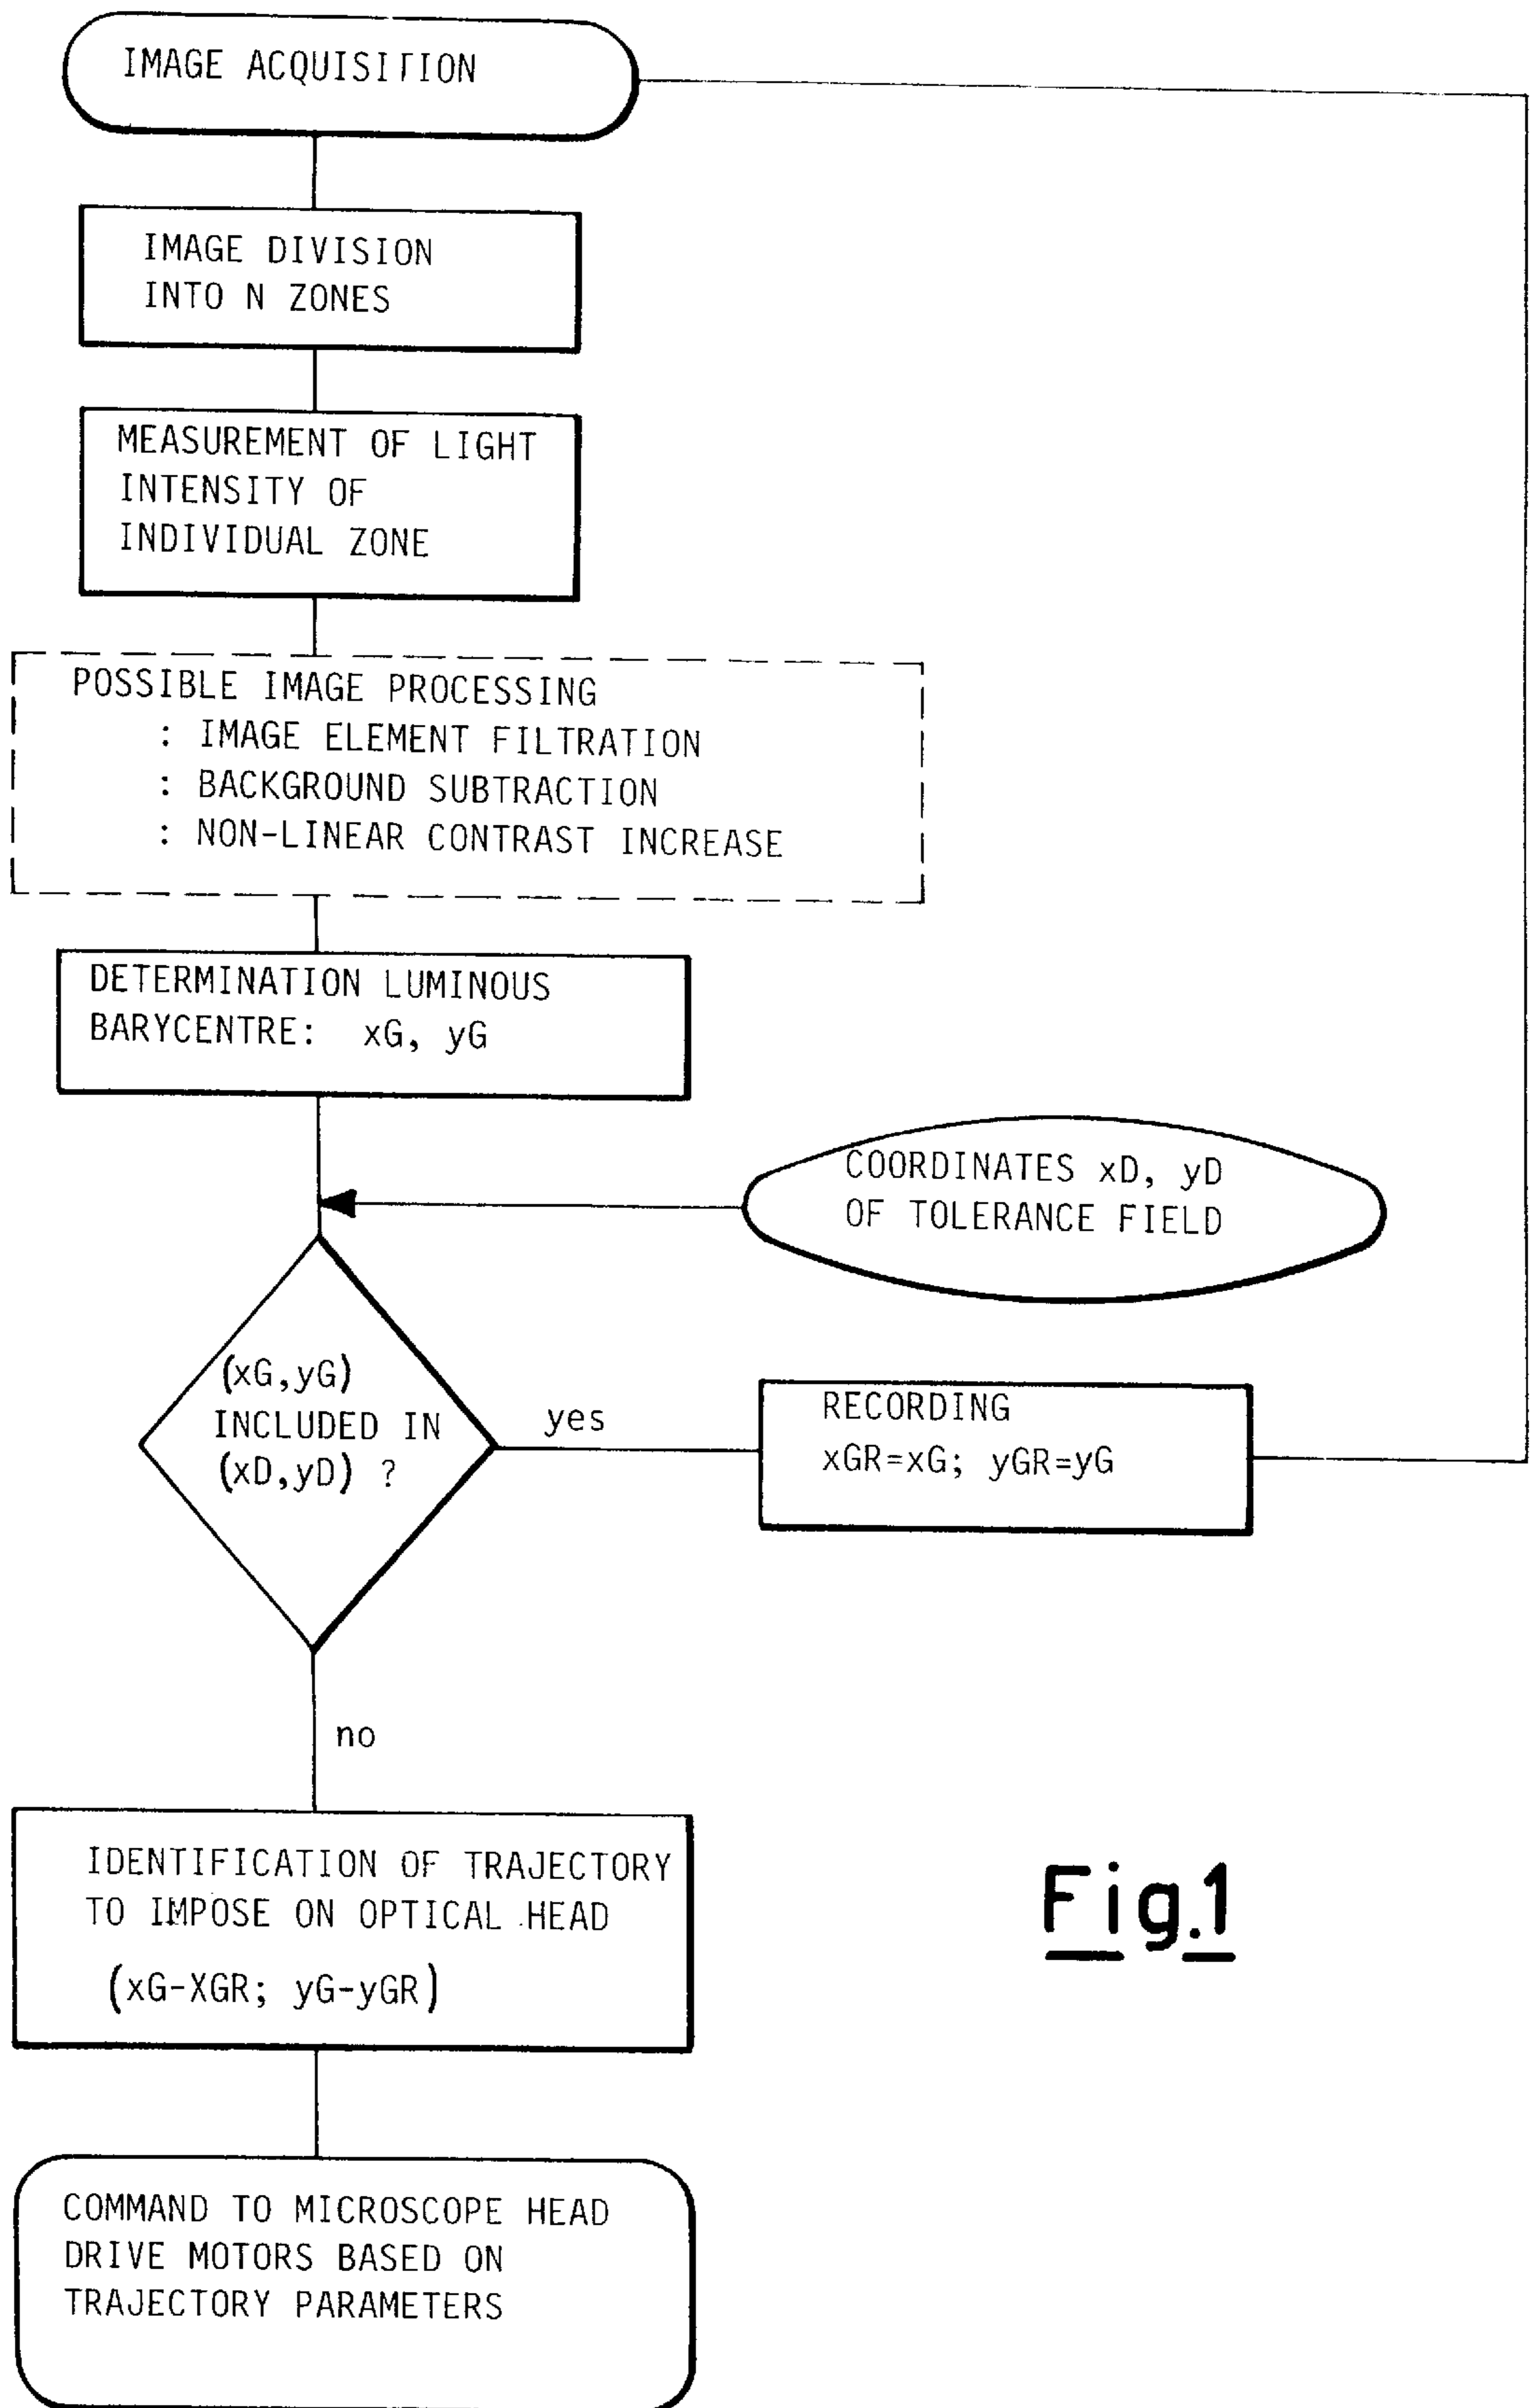 IMAGE ACQUISITION
IMAGE DIVISION
INTO N ZONES
MEASUREMENT OF LIGHT
INTENSITY OF
INDIVIDUAL ZONE
POSSIBLE IMAGE PROCESSING
: IMAGE ELEMENT FILTRATION
: BACKGROUND SUBTRACTION
: NON-LINEAR CONTRAST INCREASE
DETERMINATION LUMINOUS
BARYCENTRE: xG, yG
COORDINATES xD, yD
OF TOLERANCE FIELD
(xG,yG)
INCLUDED IN
(xD,yD) ?
yes
RECORDING
xGR=xG; yGR=yG
no
IDENTIFICATION OF TRAJECTORY
TO IMPOSE ON OPTICAL HEAD
(xG-XGR; yG-yGR)
Fig.1
COMMAND TO MICROSCOPE HEAD
DRIVE MOTORS BASED ON
TRAJECTORY PARAMETERS